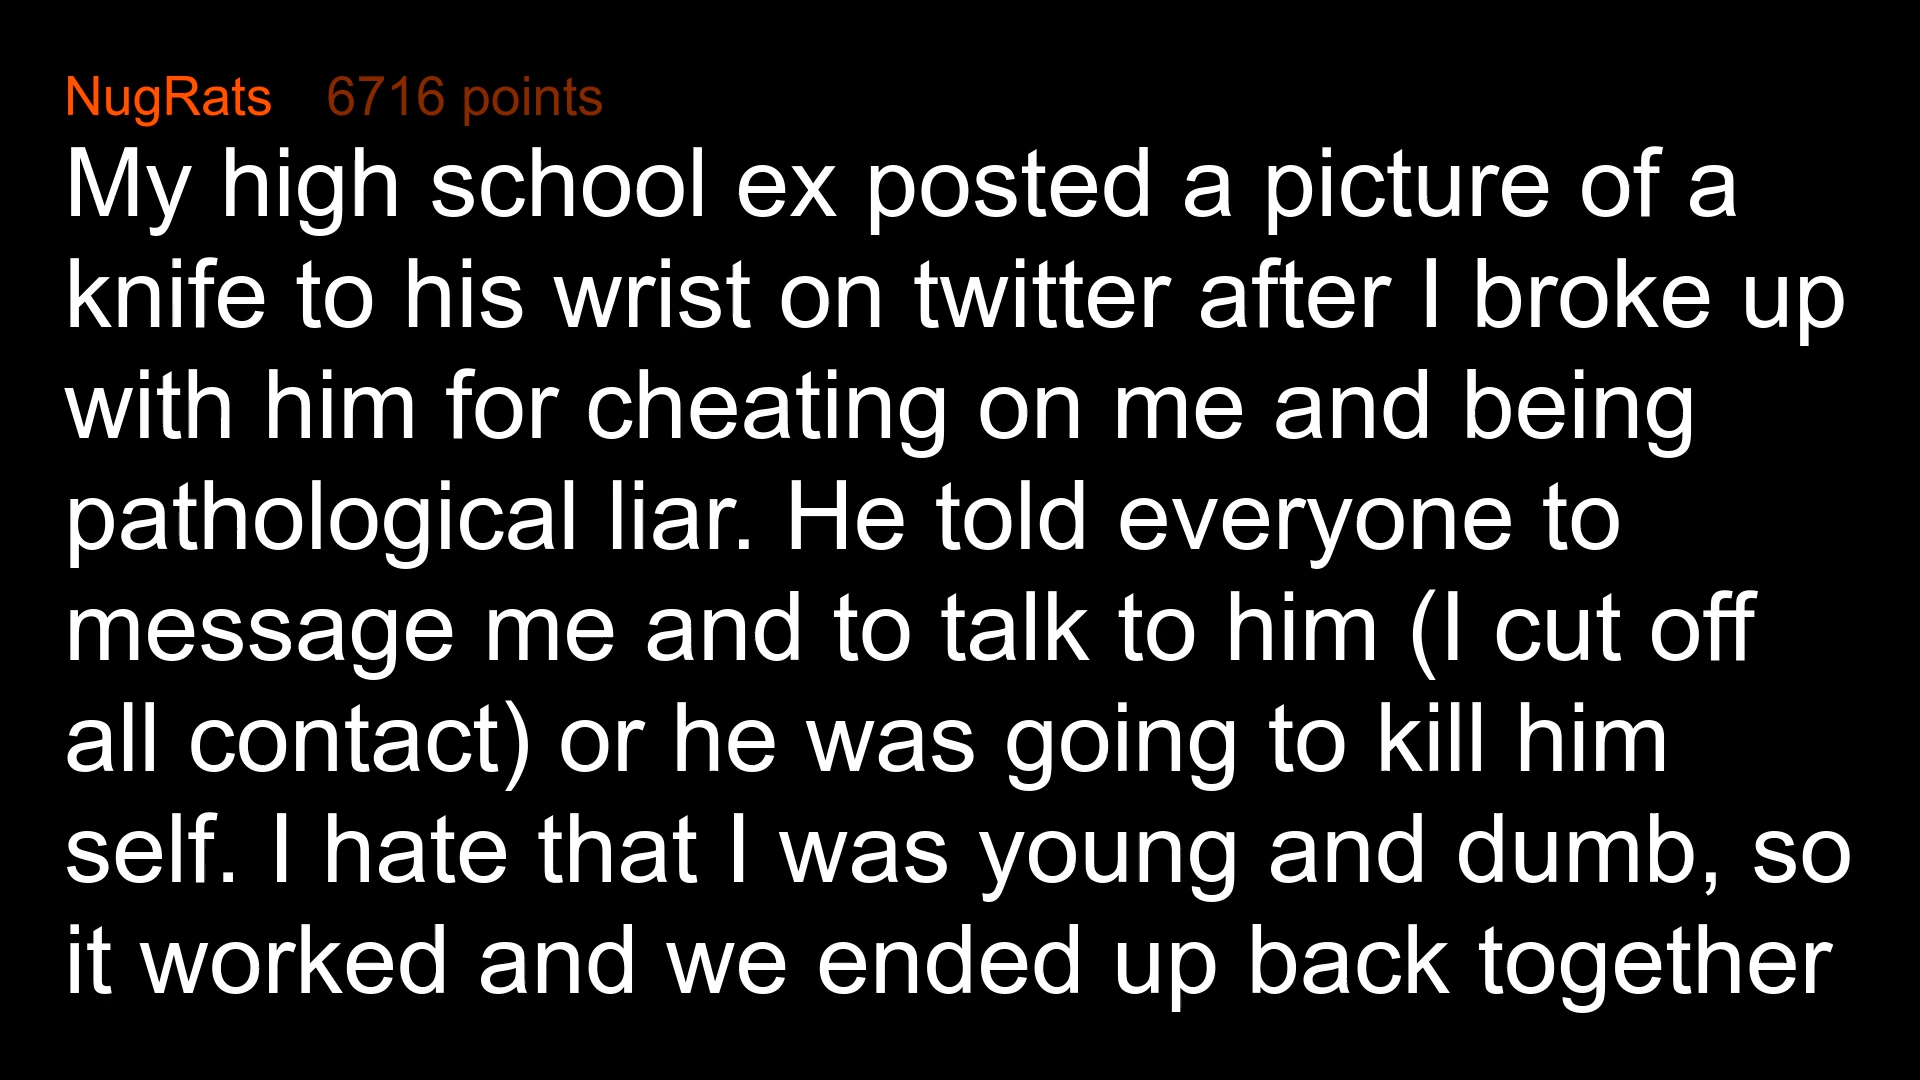 NugRats 6716 points
My high school ex posted a picture of a
knife to his wrist on twitter after I broke up
with him for cheating on me and being
pathological liar. He told everyone to
message me and to talk to him (I cut off
all contact) or he was going to kill him
self. I hate that I was young and dumb, so
it worked and we ended up back together